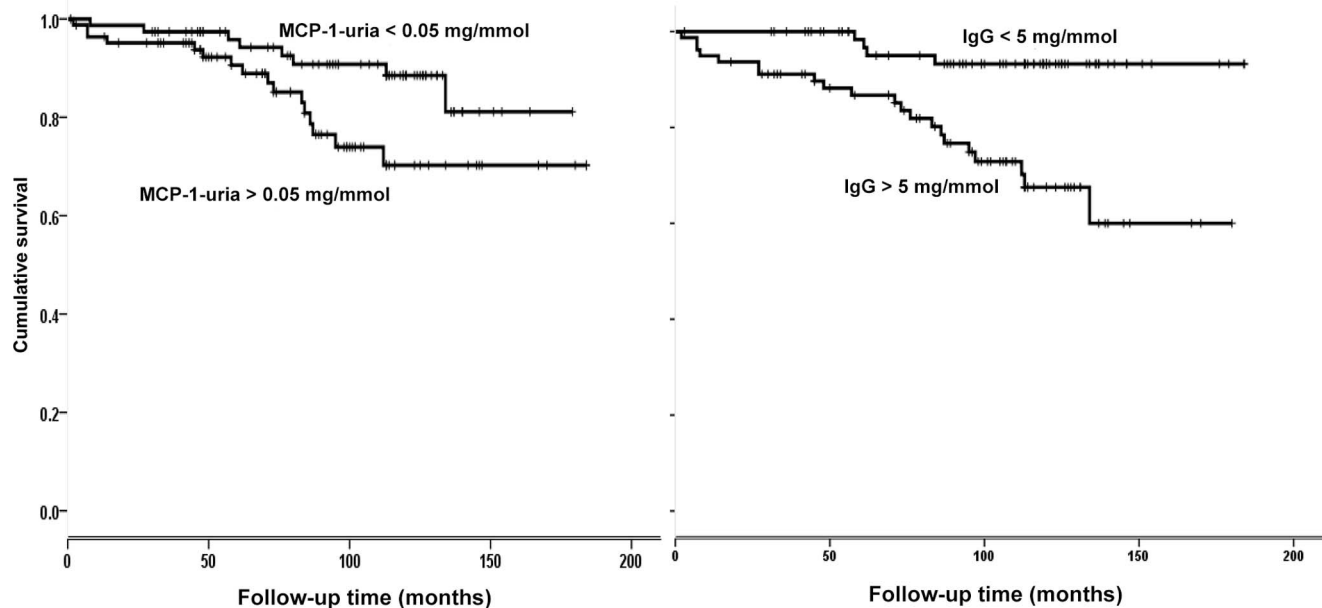 1.0
MCP-1-uria < 0.05 mg/mmol
0.8
MCP-1-uria > 0.05 mg/mmol
0.6
Cumulative survival
0.4
0.2
0.0
0 50 100 150 200
Follow-up time (months)
IgG < 5 mg/mmol
IgG > 5 mg/mmol
0 50 100 150 200
Follow-up time (months)